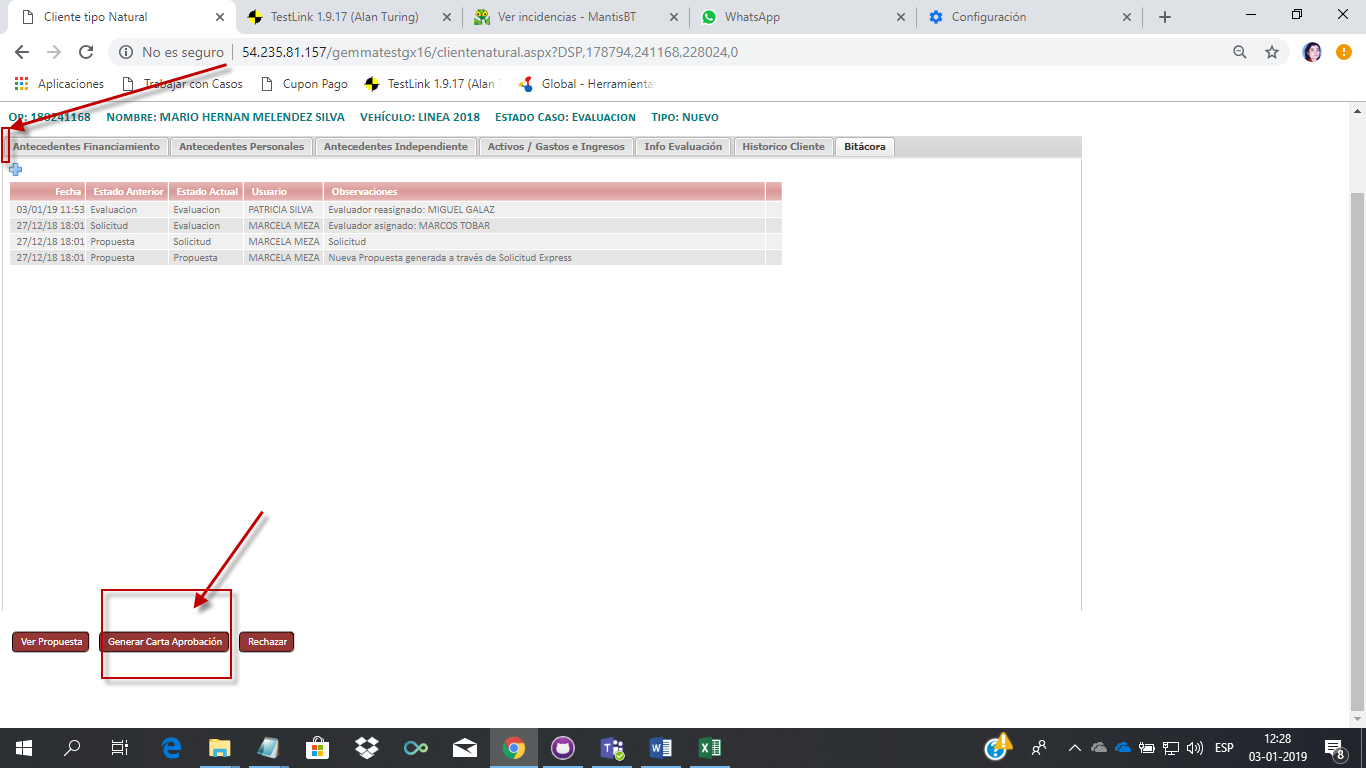 Cliente tipo Natural
TestLink 1.9.17 (Alan Turing)
Ver incidencias - MantisBT
WhatsApp
Configuración
No es seguro
54.235.81.157/gemmatestgx16/clientenatural.aspx?DSP,178794,241168,228024,0
Aplicaciones
Trabajar con Casos
Cupon Pago
TestLink 1.9.17 (Alan
Global - Herramienta
NOMBRE: MARIO HERNAN MELENDEZ SILVA VEHÍCULO: LINEA 2018 ESTADO CASO: EVALUACION TIPO: NUEVO
Antecedentes Financiamiento
Antecedentes Personales
Antecedentes Independiente
Activos / Gastos e Ingresos
Info Evaluación
Historico Cliente
Bitácora
Fecha Estado Anterior Estado Actual Usuario Observaciones
03/01/19 11:53 Evaluacion Evaluacion PATRICIA SILVA Evaluador reasignado: MIGUEL GALAZ
27/12/18 18:01 Solicitud Evaluacion MARCELA MEZA Evaluador asignado: MARCOS TOBAR
27/12/18 18:01 Propuesta Solicitud MARCELA MEZA Solicitud
27/12/18 18:01 Propuesta Propuesta MARCELA MEZA Nueva Propuesta generada a través de Solicitud Express
Ver Propuesta
Generar Carta Aprobación
Rechazar
ESP
12:28
03-01-2019
8